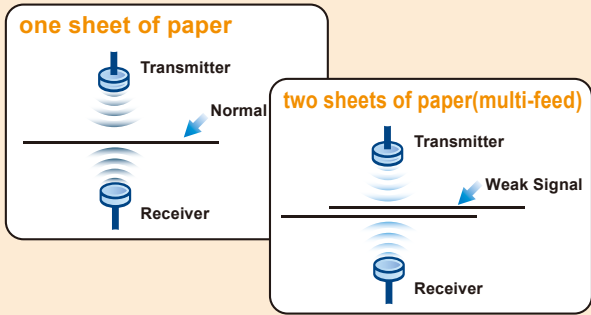 one sheet of paper
Transmitter
Normal
Receiver
two sheets of paper(multi-feed)
Transmitter
Weak Signal
Receiver